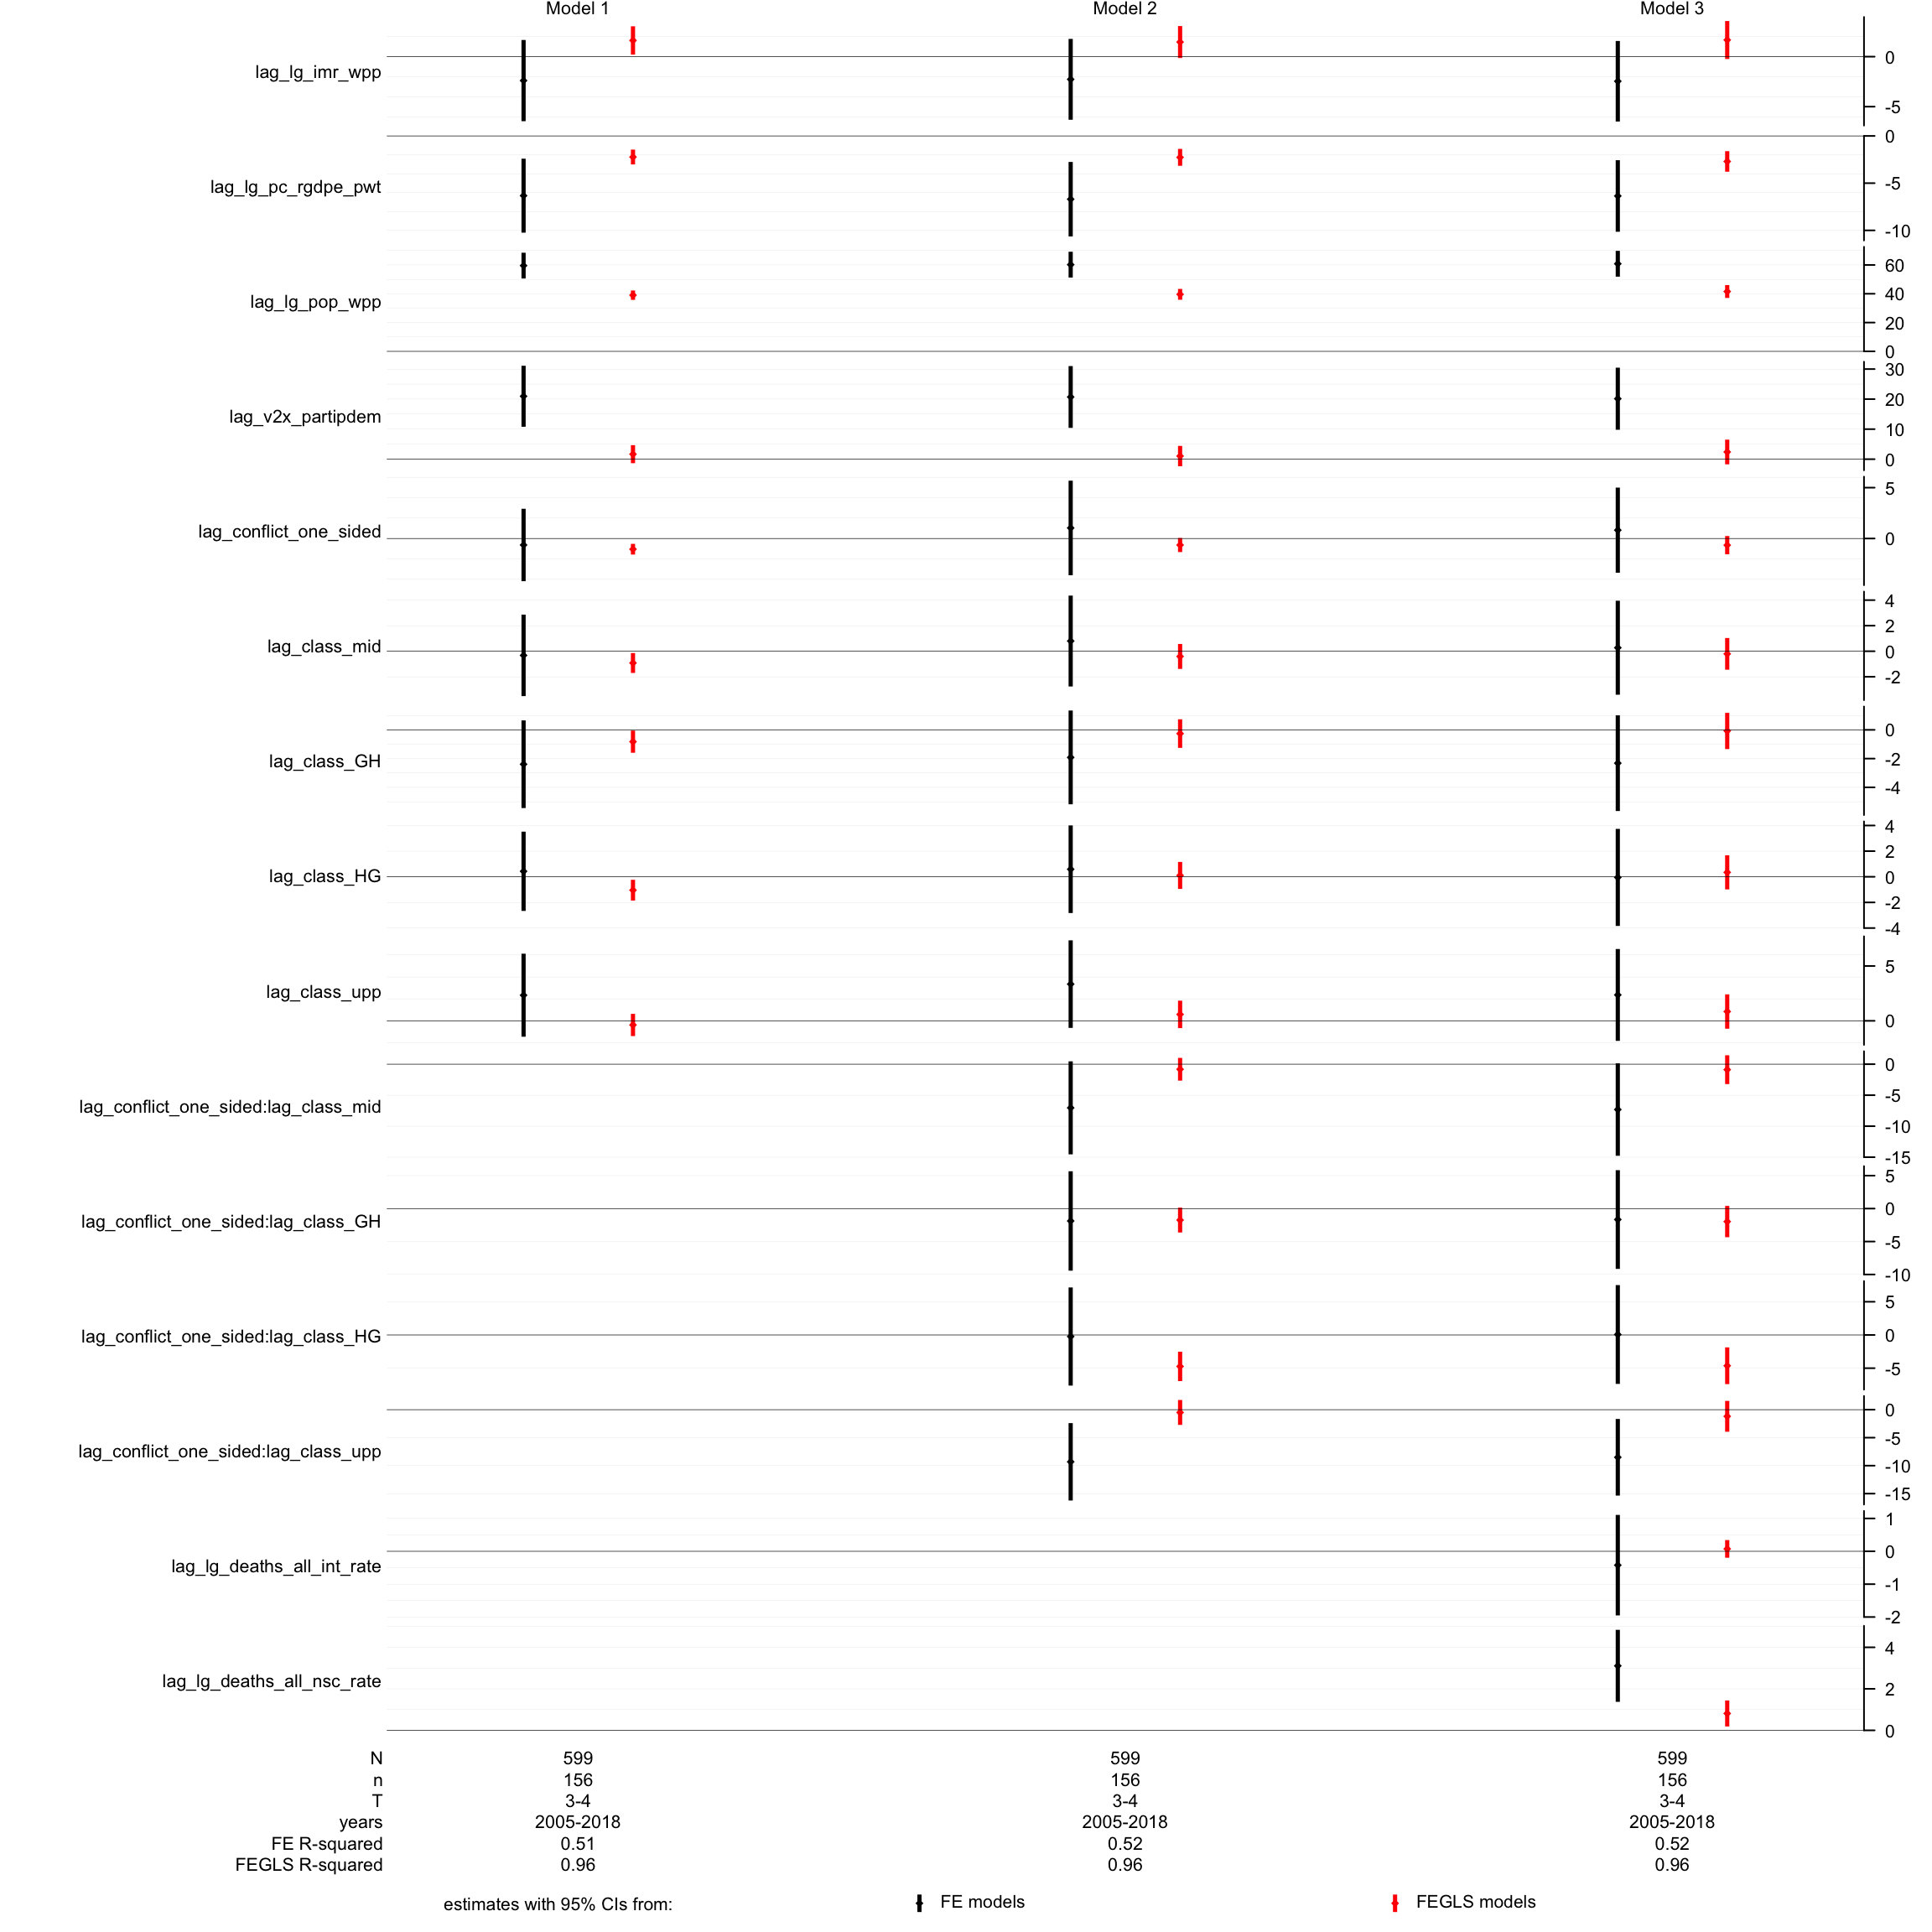 Model 1 Model 2 Model 3
lag_lg_imr_wpp
0
-5
lag_lg_pc_rgdpe_pwt
0
-5
-10
lag_lg_pop_wpp
60
40
20
0
lag_v2x_partipdem
30
20
10
0
lag_conflict_one_sided
5
0
lag_class_mid
4
2
0
-2
lag_class_GH
0
-2
-4
lag_class_HG
4
2
0
-2
-4
lag_class_upp
5
0
lag_conflict_one_sided:lag_class_mid
0
-5
-10
-15
lag_conflict_one_sided:lag_class_GH
5
0
-5
-10
lag_conflict_one_sided:lag_class_HG
5
0
-5
lag_conflict_one_sided:lag_class_upp
0
-5
-10
-15
lag_lg_deaths_all_int_rate
1
0
-1
-2
lag_lg_deaths_all_nsc_rate
4
2
0
N 599 599 599
n 156 156 156
T 3-4 3-4 3-4
years 2005-2018 2005-2018 2005-2018
FE R-squared 0.51 0.52 0.52
FEGLS R-squared 0.96 0.96 0.96
estimates with 95% CIs from: FE models FEGLS models